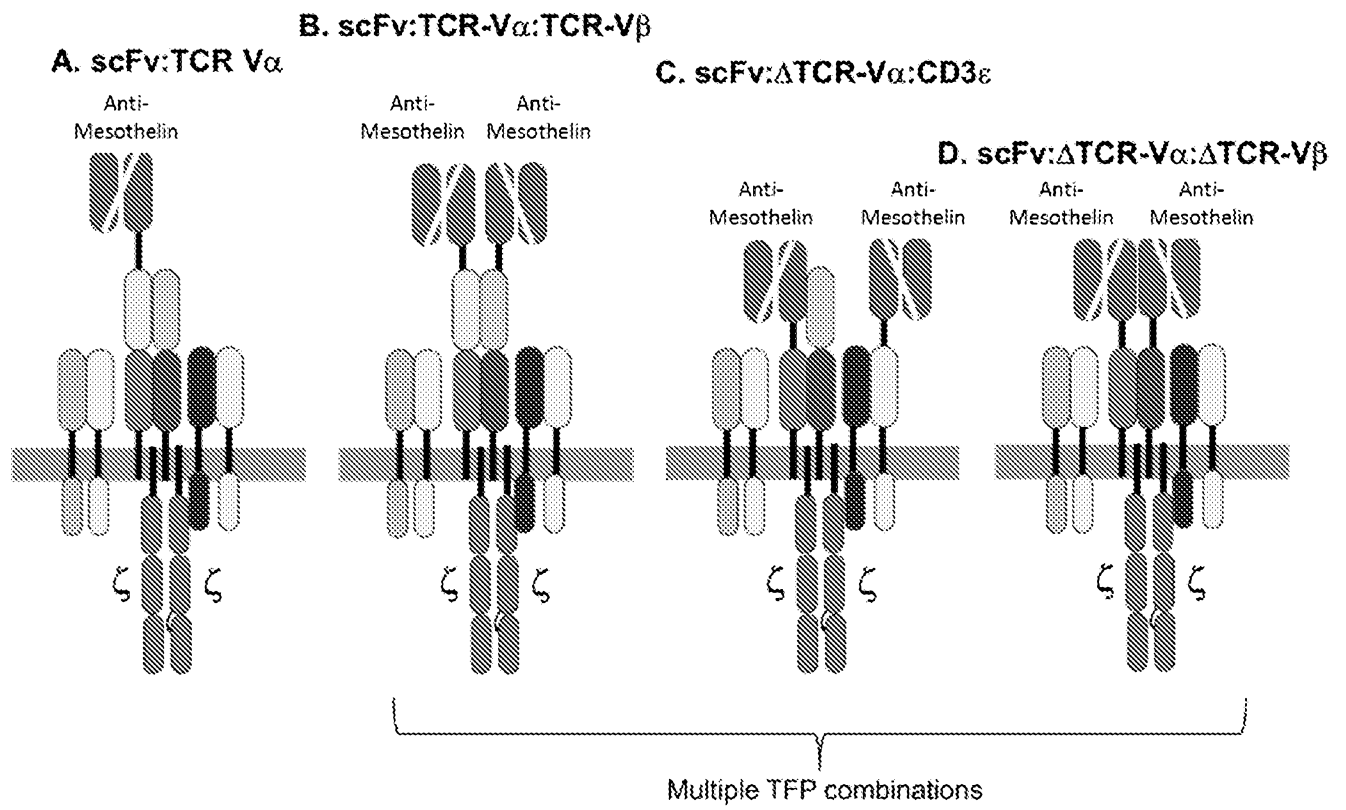 A. scFv:TCR Vα
Anti-
Mesothelin
B. scFv:TCR-Vα:TCR-Vβ
Anti-
Mesothelin
Anti-
Mesothelin
C. scFv:ΔTCR-Vα:CD3ε
Anti-
Mesothelin
Anti-
Mesothelin
D. scFv:ΔTCR-Vα:ΔTCR-Vβ
Anti-
Mesothelin
Anti-
Mesothelin
ζ ζ
ζ ζ
ζ ζ
ζ ζ
Multiple TFP combinations